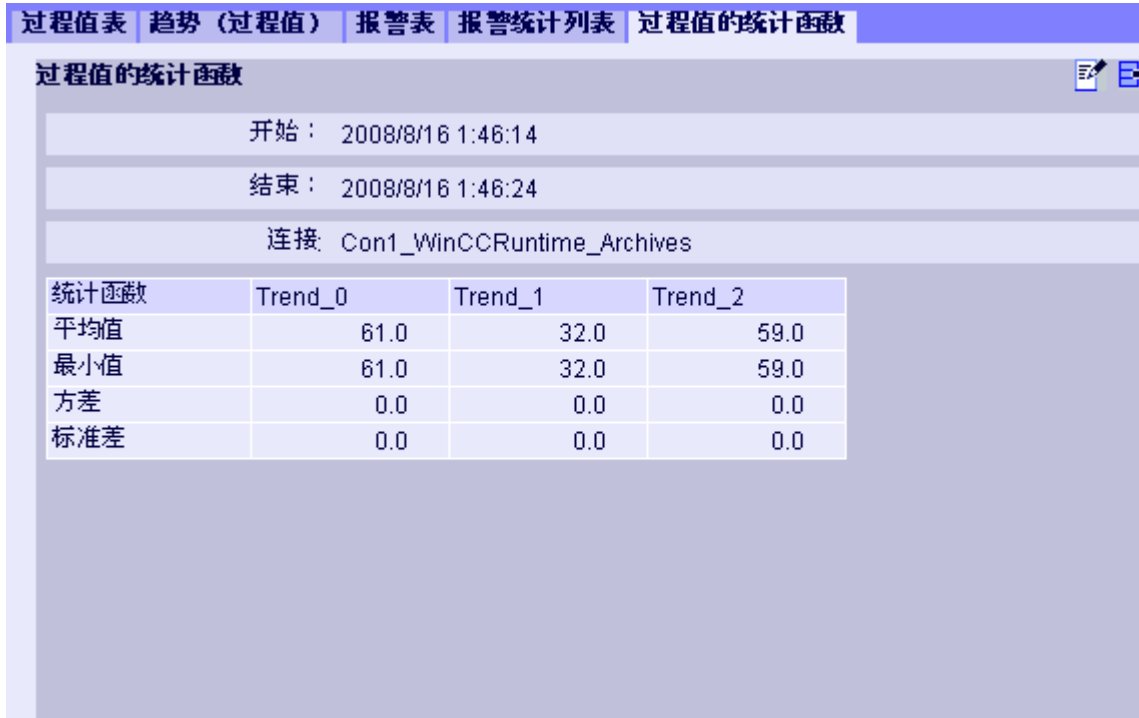 过程值表 趋势（过程值） 报警表 报警统计列表 过程值的统计函数
过程值的统计函数
开始： 2008/8/16 1:46:14
结束： 2008/8/16 1:46:24
连接: Con1_WinCCRuntime_Archives
统计函数 Trend_0 Trend_1 Trend_2
平均值 61.0 32.0 59.0
最小值 61.0 32.0 59.0
方差 0.0 0.0 0.0
标准差 0.0 0.0 0.0